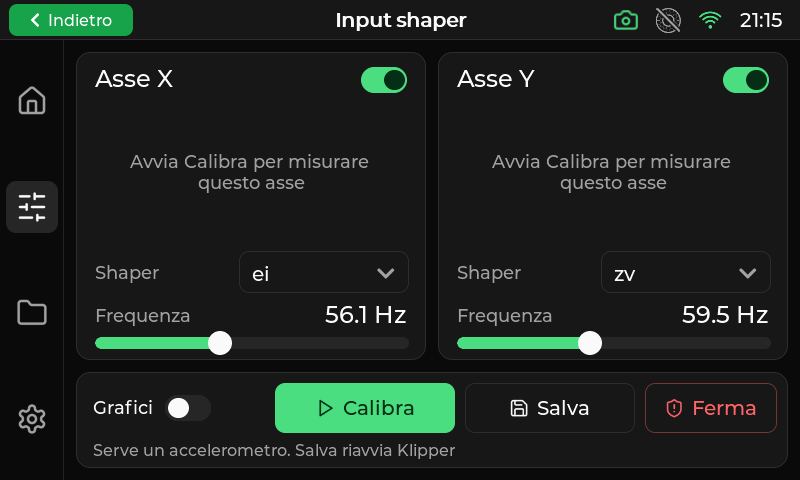 Indietro
Input shaper
21:15
Asse X
Avvia Calibra per misurare
questo asse
Shaper
ei
Frequenza
56.1 Hz
Asse Y
Avvia Calibra per misurare
questo asse
Shaper
zv
Frequenza
59.5 Hz
Grafici
Calibra
Salva
Ferma
Serve un accelerometro. Salva riavvia Klipper